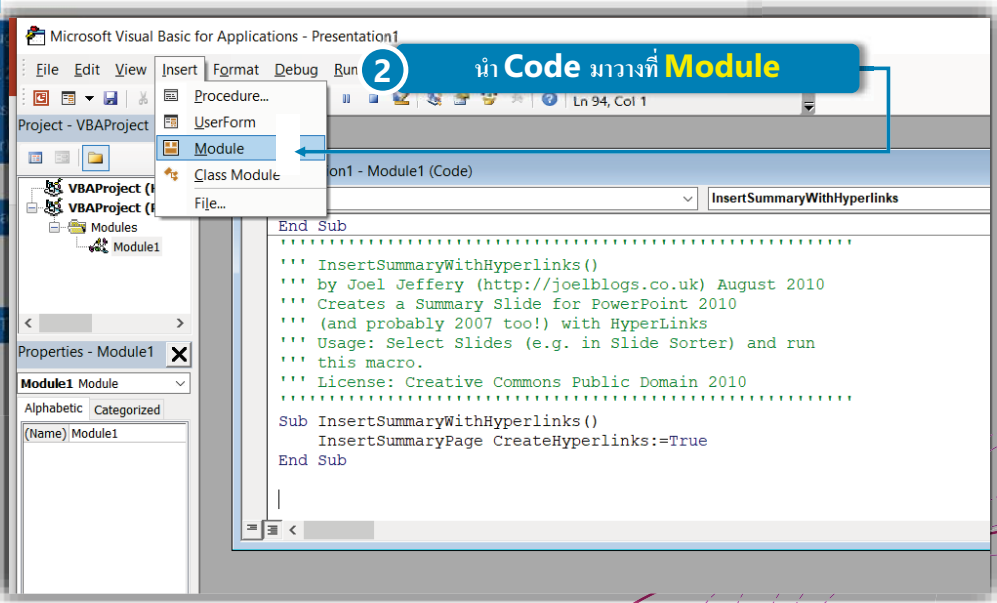 Microsoft Visual Basic for Applications - Presentation1
File Edit View Insert Format Debug Run
2 นำ Code มาวางที่ Module
Ln 94, Col 1
Procedure...
UserForm
Module
Class Module
File...
Project - VBAProject
VBAProject (
VBAProject (
Modules
Module1
Properties - Module1
Module1 Module
Alphabetic Categorized
(Name) Module1
on1 - Module1 (Code)
InsertSummaryWithHyperlinks
End Sub
'''''''''''''''''''''''''''''''''''''''''''''''''''''''''''
''' InsertSummaryWithHyperlinks()
''' by Joel Jeffery (http://joelblogs.co.uk) August 2010
''' Creates a Summary Slide for PowerPoint 2010
''' (and probably 2007 too!) with HyperLinks
''' Usage: Select Slides (e.g. in Slide Sorter) and run
''' this macro.
''' License: Creative Commons Public Domain 2010
'''''''''''''''''''''''''''''''''''''''''''''''''''''''''''
Sub InsertSummaryWithHyperlinks()
InsertSummaryPage CreateHyperlinks:=True
End Sub